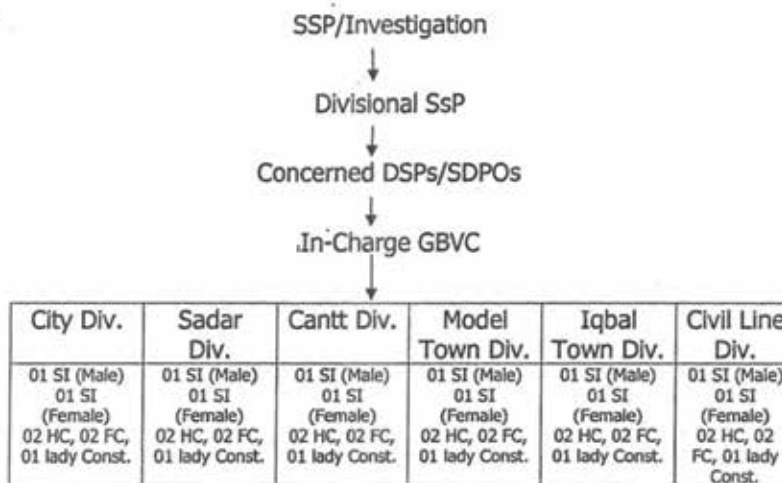 SSP/Investigation
Divisional SsP
Concerned DSPs/SDPOs
In-Charge GBVC
City Div.
Sadar
Div.
Cantt Div.
Model
Town Div.
Iqbal
Town Div.
Civil Line
Div.
01 SI (Male)
01 SI
(Female)
02 HC, 02 FC,
01 lady Const.
01 SI (Male)
01 SI
(Female)
02 HC, 02 FC,
01 lady Const.
01 SI (Male)
01 SI
(Female)
02 HC, 02 FC,
01 lady Const.
01 SI (Male)
01 SI
(Female)
02 HC, 02 FC,
01 lady Const.
01 SI (Male)
01 SI
(Female)
02 HC, 02 FC,
01 lady Const.
01 SI (Male)
01 SI
(Female)
02 HC, 02
FC, 01 lady
Const.